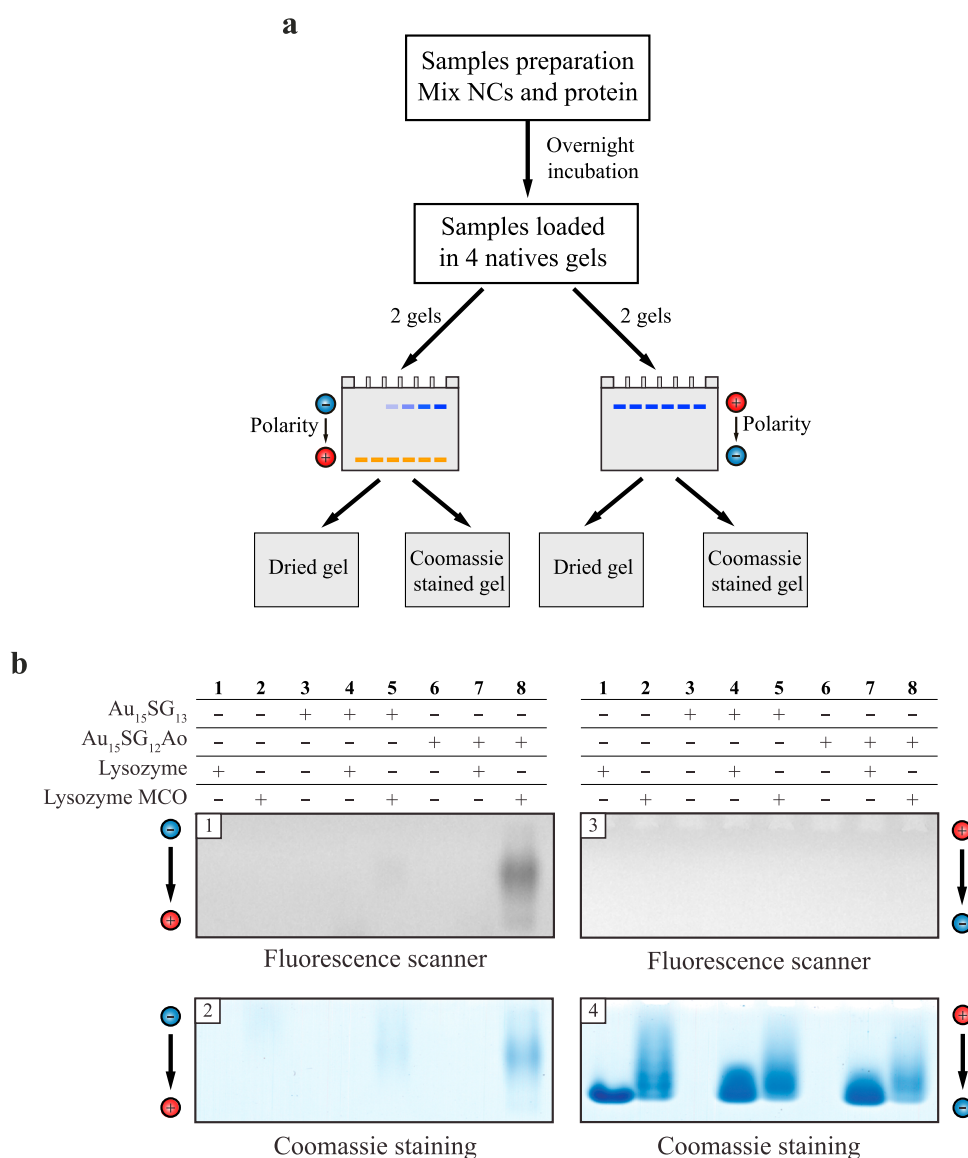 a
Samples preparation
Mix NCs and protein
Overnight
incubation
Samples loaded
in 4 natives gels
2 gels
2 gels
-
Polarity
+
+
Polarity
-
Dried gel
Coomassie
stained gel
Dried gel
Coomassie
stained gel
b
1 2 3 4 5 6 7 8 1 2 3 4 5 6 7 8
Au₁₅SG₁₃ – – + + + – – – – – + + + – – –
Au₁₅SG₁₂Ao – – – – – + + + – – – – – + + +
Lysozyme + – – + – – + – + – – + – – + –
Lysozyme MCO – + – – + – – + – + – – + – – +
- 1 3 +
+ -
Fluorescence scanner Fluorescence scanner
- 2 4 +
+ -
Coomassie staining Coomassie staining